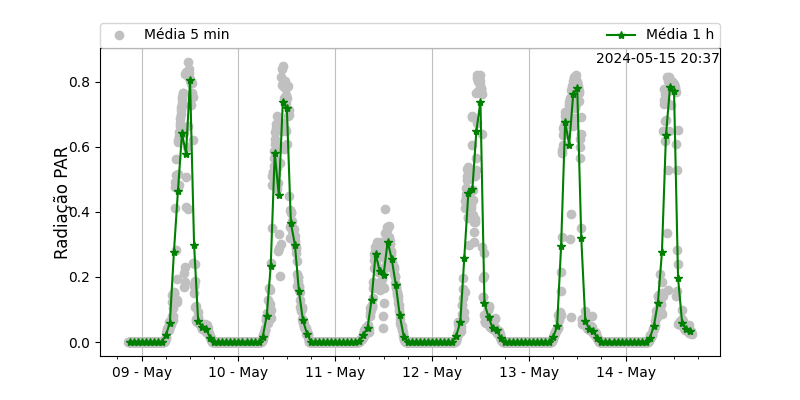 Média 5 min
Média 1 h
2024-05-15 20:37
Radiação PAR
0.8
0.6
0.4
0.2
0.0
09 - May
10 - May
11 - May
12 - May
13 - May
14 - May